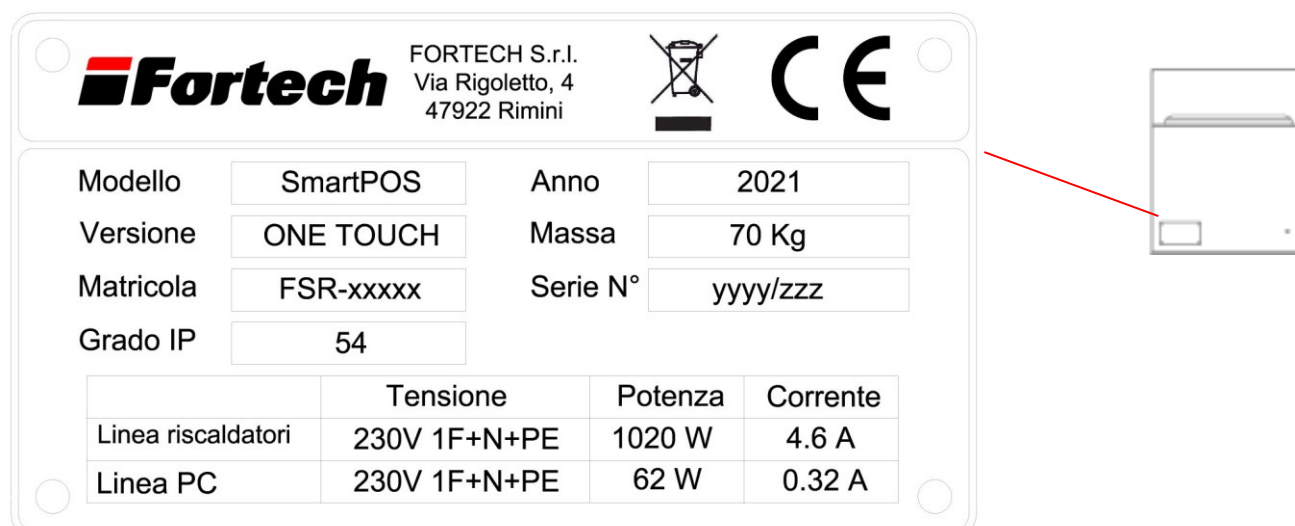 Fortech
FORTECH S.r.l.
Via Rigoletto, 4
47922 Rimini
CE
Modello SmartPOS Anno 2021
Versione ONE TOUCH Massa 70 Kg
Matricola FSR-xxxxx Serie N° yyyy/zzz
Grado IP 54
Tensione Potenza Corrente
Linea riscaldatori 230V 1F+N+PE 1020 W 4.6 A
Linea PC 230V 1F+N+PE 62 W 0.32 A